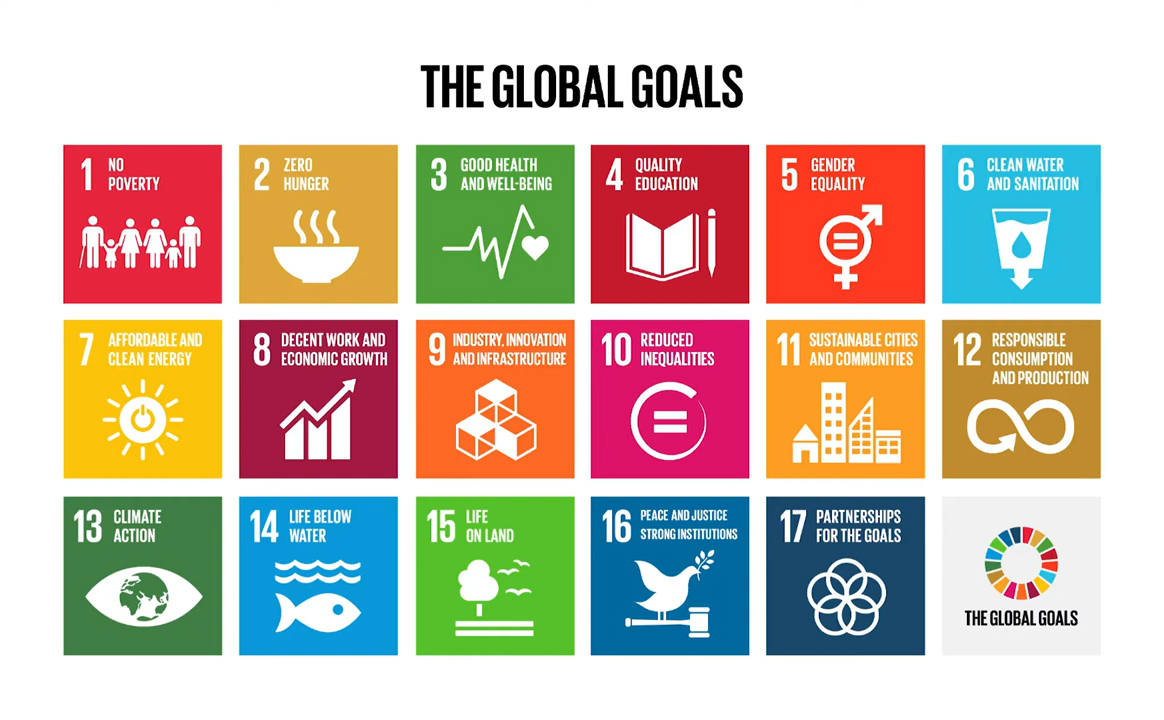 THE GLOBAL GOALS
1 NO
POVERTY
2 ZERO
HUNGER
3 GOOD HEALTH
AND WELL-BEING
4 QUALITY
EDUCATION
5 GENDER
EQUALITY
6 CLEAN WATER
AND SANITATION
7 AFFORDABLE AND
CLEAN ENERGY
8 DECENT WORK AND
ECONOMIC GROWTH
9 INDUSTRY, INNOVATION
AND INFRASTRUCTURE
10 REDUCED
INEQUALITIES
11 SUSTAINABLE CITIES
AND COMMUNITIES
12 RESPONSIBLE
CONSUMPTION
AND PRODUCTION
13 CLIMATE
ACTION
14 LIFE BELOW
WATER
15 LIFE
ON LAND
16 PEACE AND JUSTICE
STRONG INSTITUTIONS
17 PARTNERSHIPS
FOR THE GOALS
THE GLOBAL GOALS